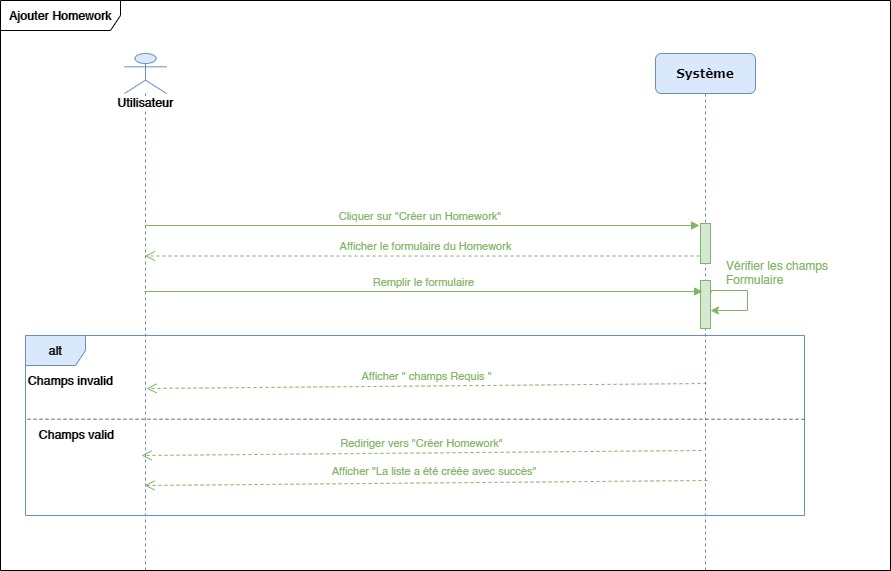 Ajouter Homework
Utilisateur
Système
Cliquer sur "Créer un Homework"
Afficher le formulaire du Homework
Vérifier les champs
Formulaire
Remplir le formulaire
alt
Champs invalid
Afficher " champs Requis "
Champs valid
Rediriger vers "Créer Homework"
Afficher "La liste a été créée avec succès"